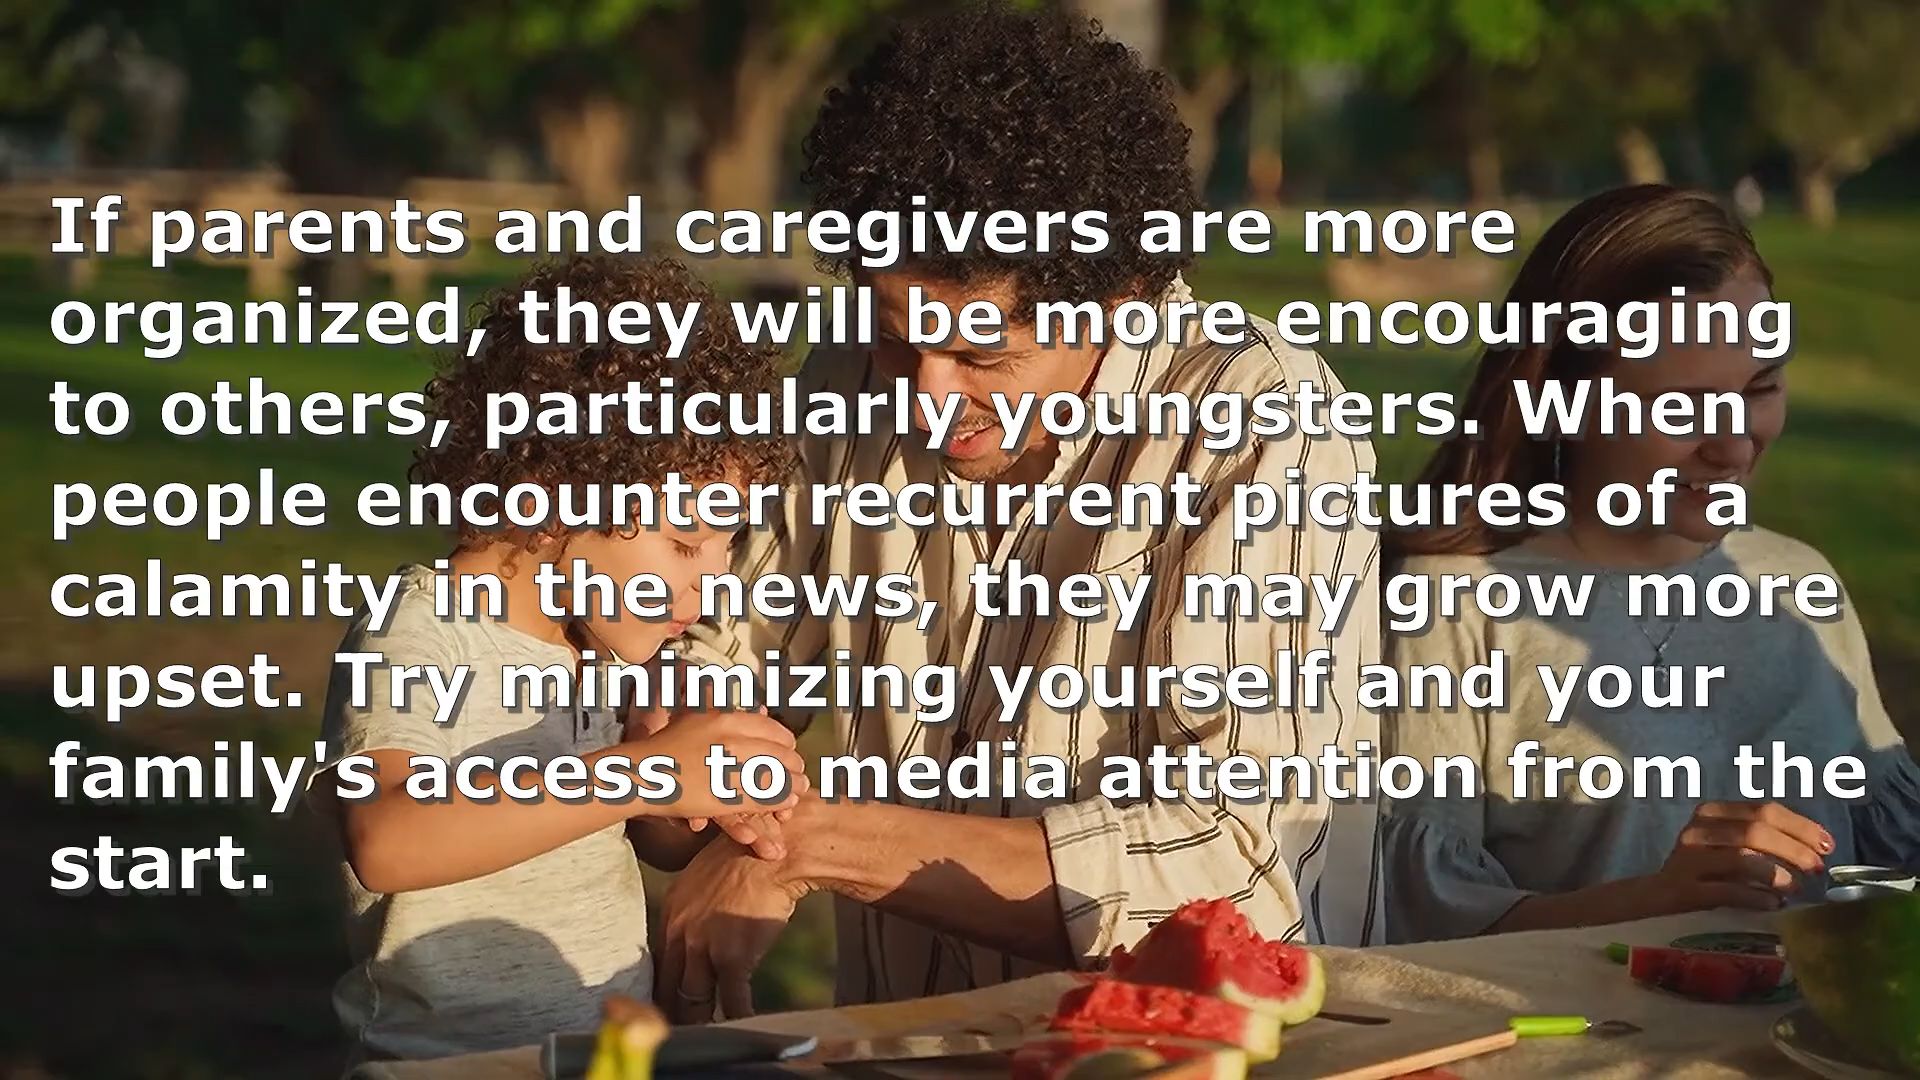 If parents and caregivers are more
organized, they will be more encouraging
to others, particularly youngsters. When
people encounter recurrent pictures of a
calamity in the news, they may grow more
upset. Try minimizing yourself and your
family's access to media attention from the
start.